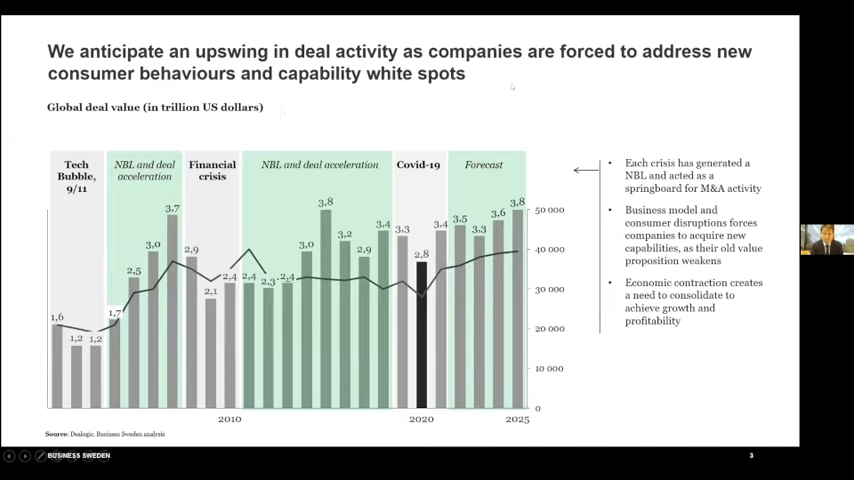 We anticipate an upswing in deal activity as companies are forced to address new
consumer behaviours and capability white spots
Global deal value (in trillion US dollars)
Tech
Bubble,
9/11
NBL and deal
acceleration
Financial
crisis
NBL and deal acceleration
Covid-19
Forecast
1,6
1,2
1,2
1,7
2,5
3,0
3.7
2,9
2,1
2,4
2,4
2,3
2,4
3,0
3,8
3,2
2,9
3,4
3,3
2,8
3,4
3,5
3,3
3,6
3,8
50 000
40 000
30 000
20 000
10 000
0
2010
2020
2025
• Each crisis has generated a
NBL and acted as a
springboard for M&A activity
• Business model and
consumer disruptions forces
companies to acquire new
capabilities, as their old value
proposition weakens
• Economic contraction creates
a need to consolidate to
achieve growth and
profitability
Source: Dealogic, Business Sweden analysis
BUSINESS SWEDEN
3